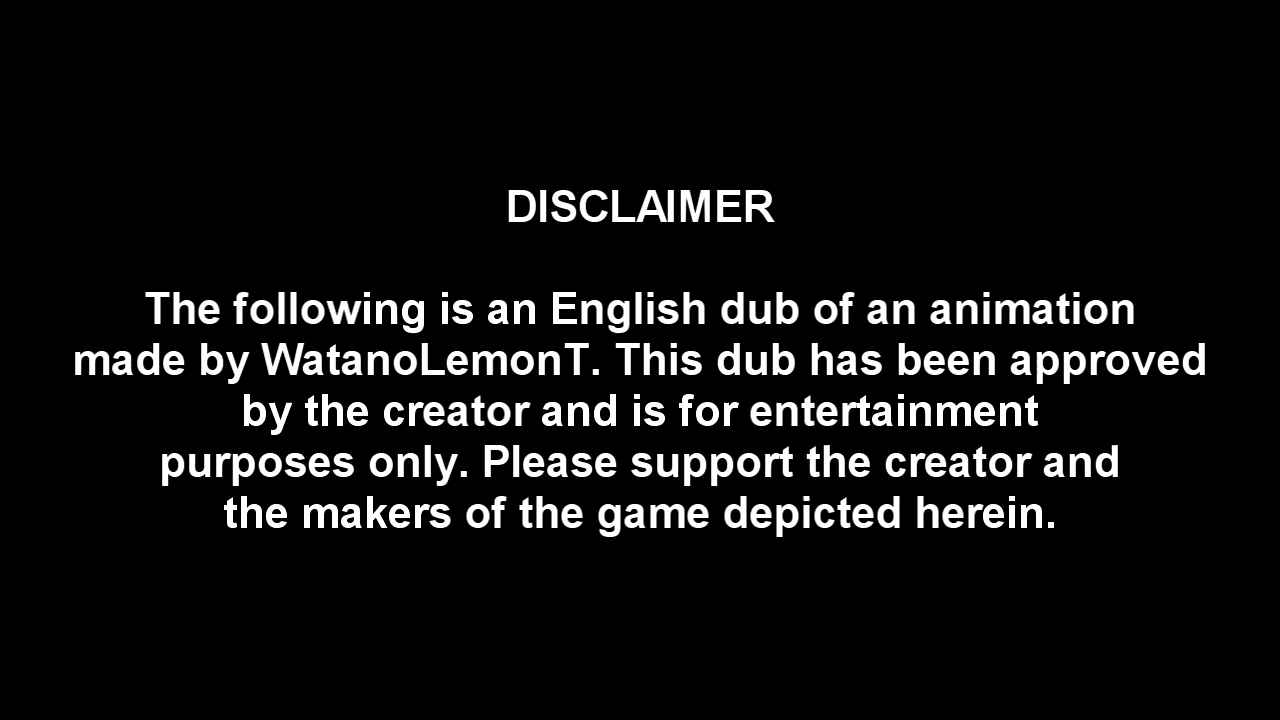 DISCLAIMER
The following is an English dub of an animation
made by WatanoLemonT. This dub has been approved
by the creator and is for entertainment
purposes only. Please support the creator and
the makers of the game depicted herein.